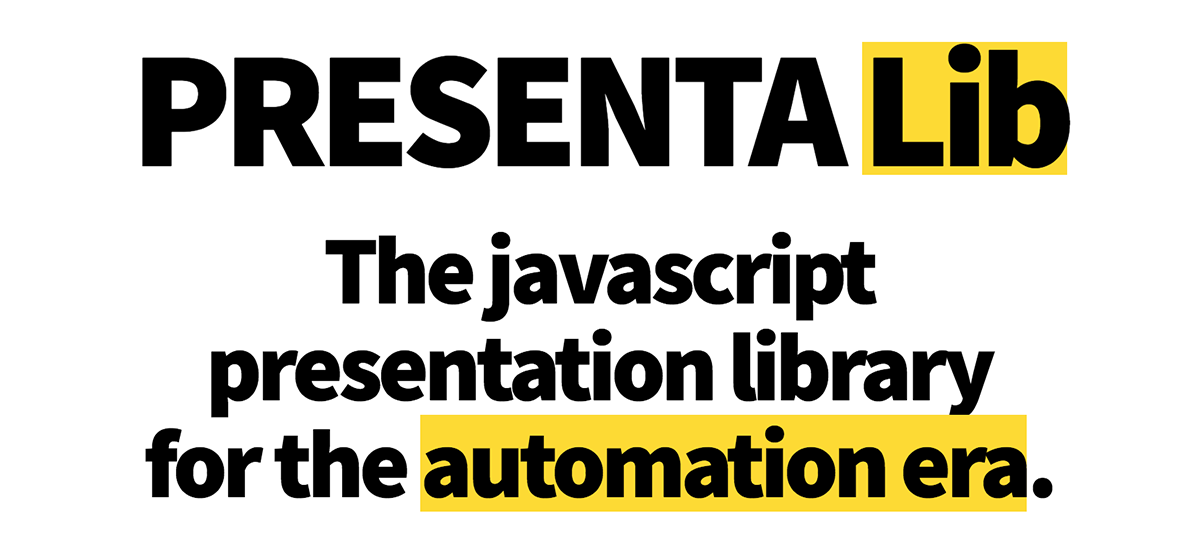 PRESENTA Lib
The javascript
presentation library
for the automation era.